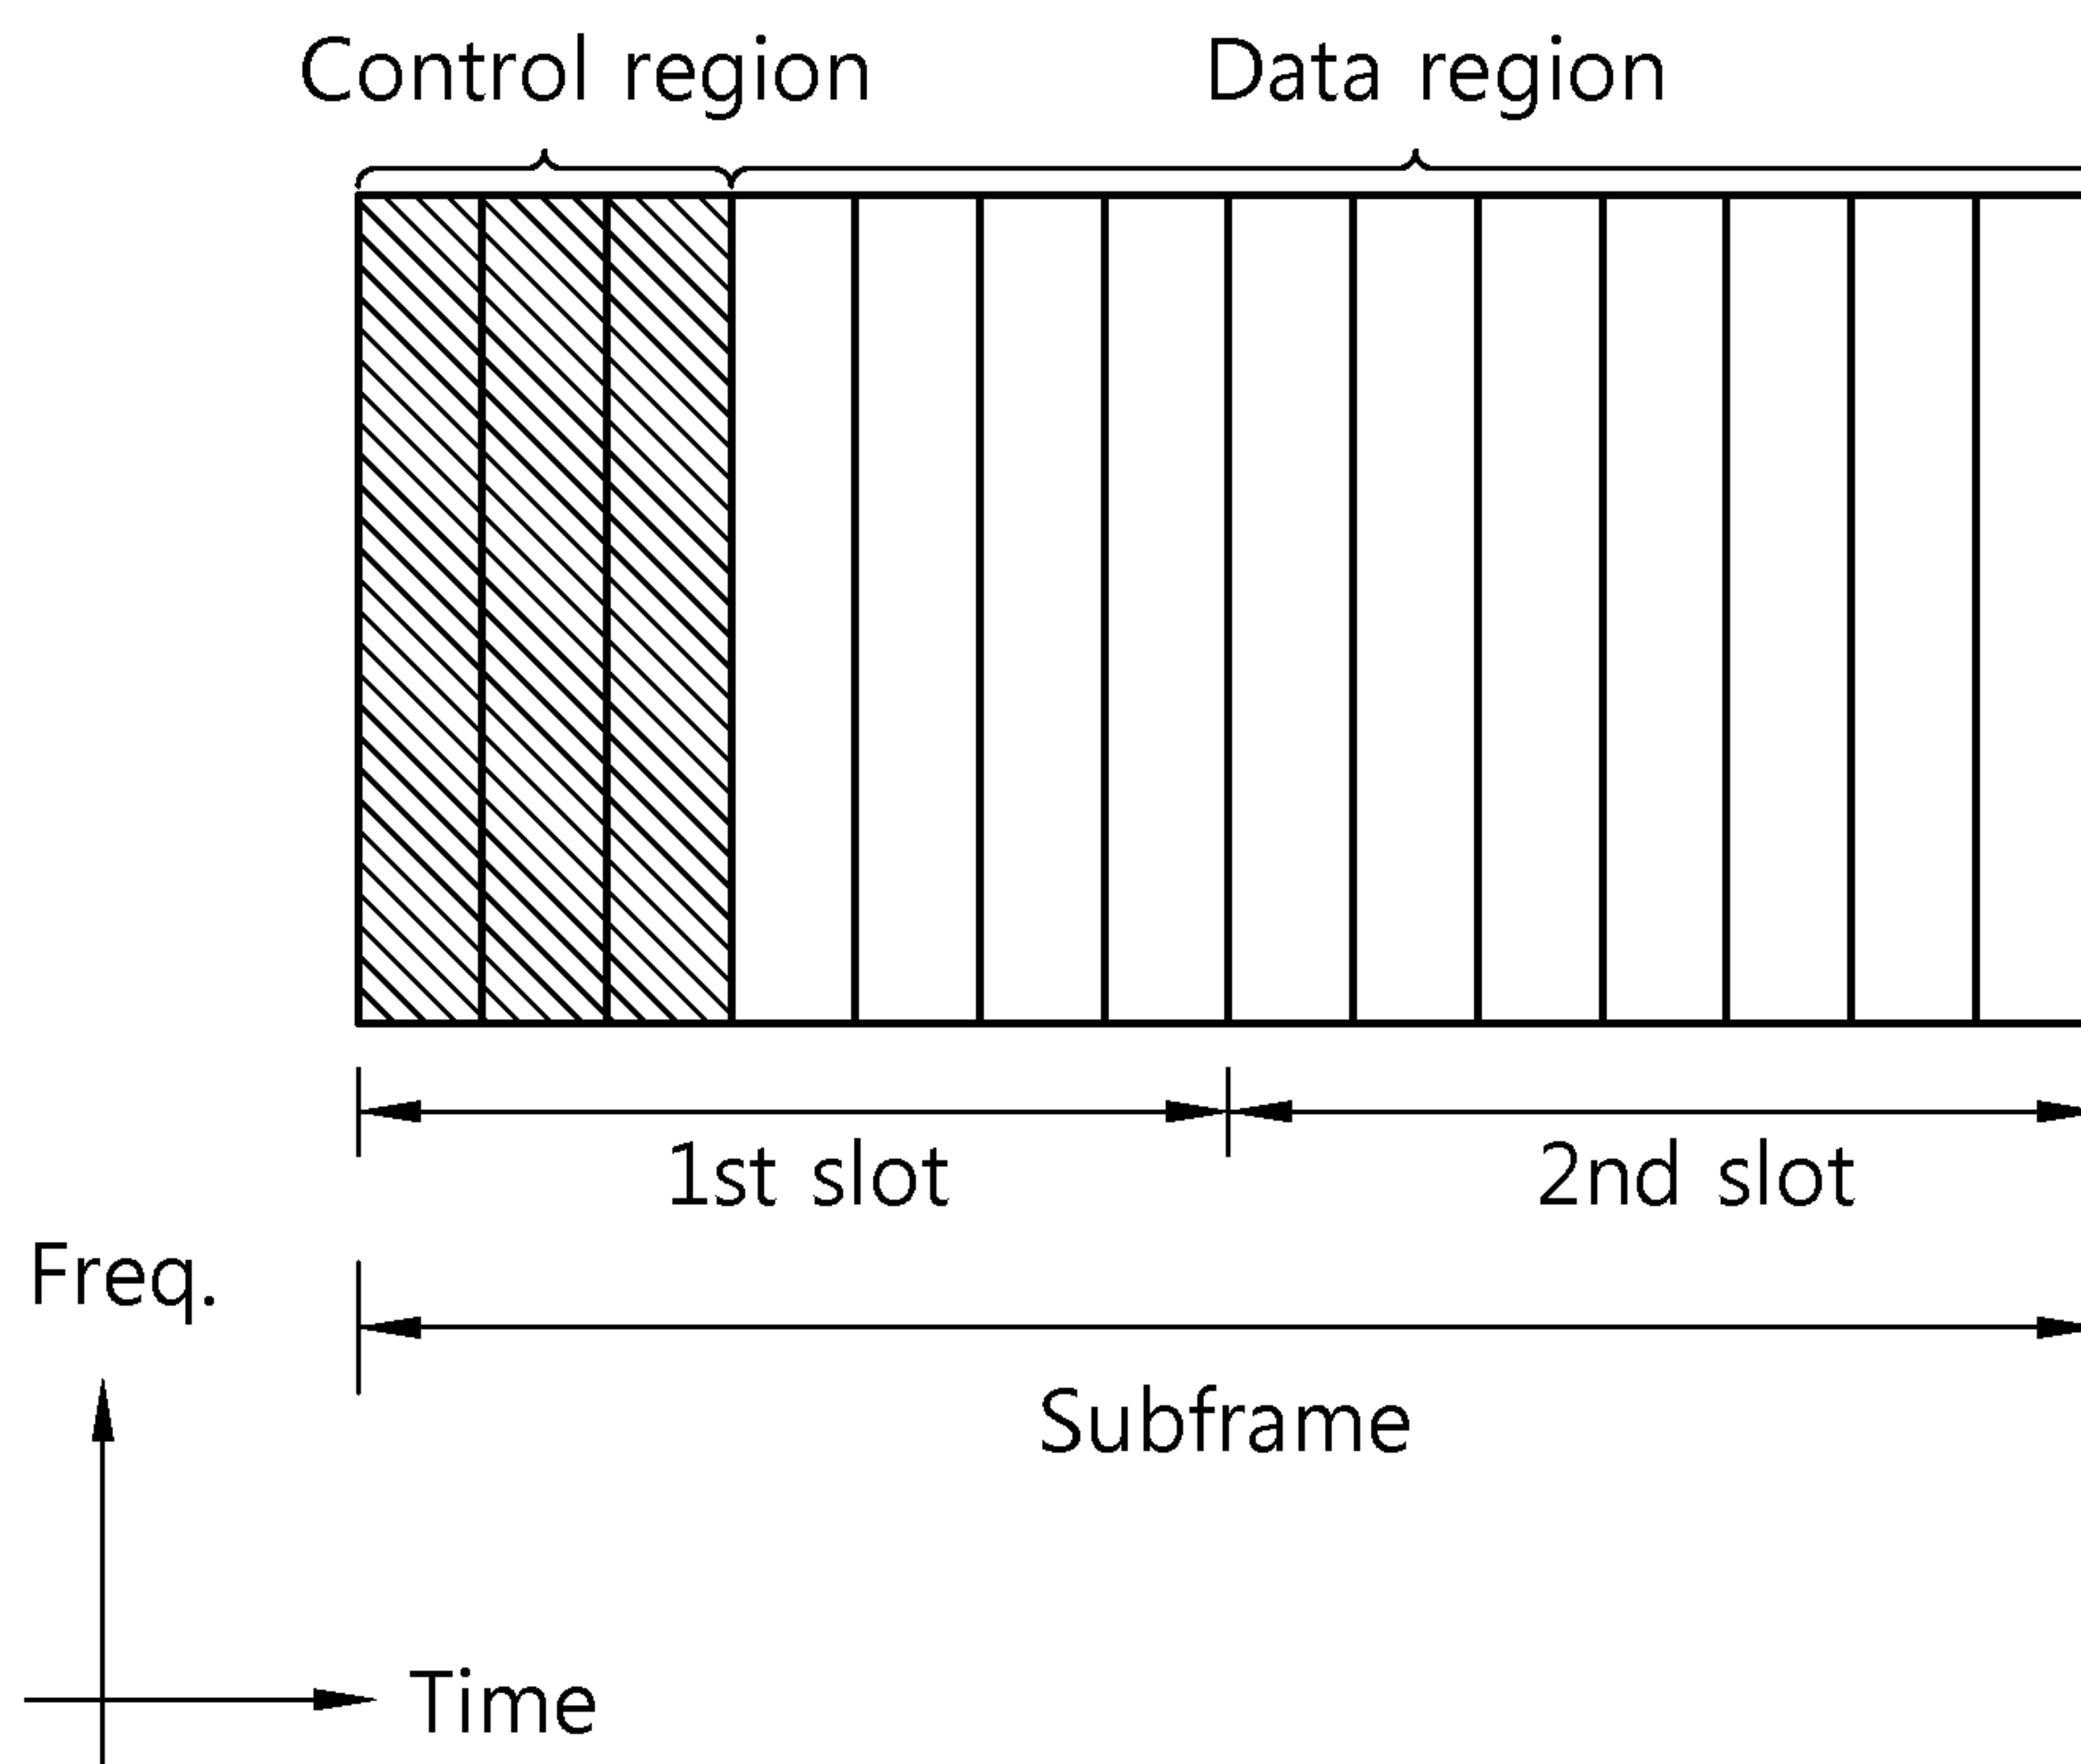 Control region
Data region
1st slot
2nd slot
Freq.
Subframe
Time